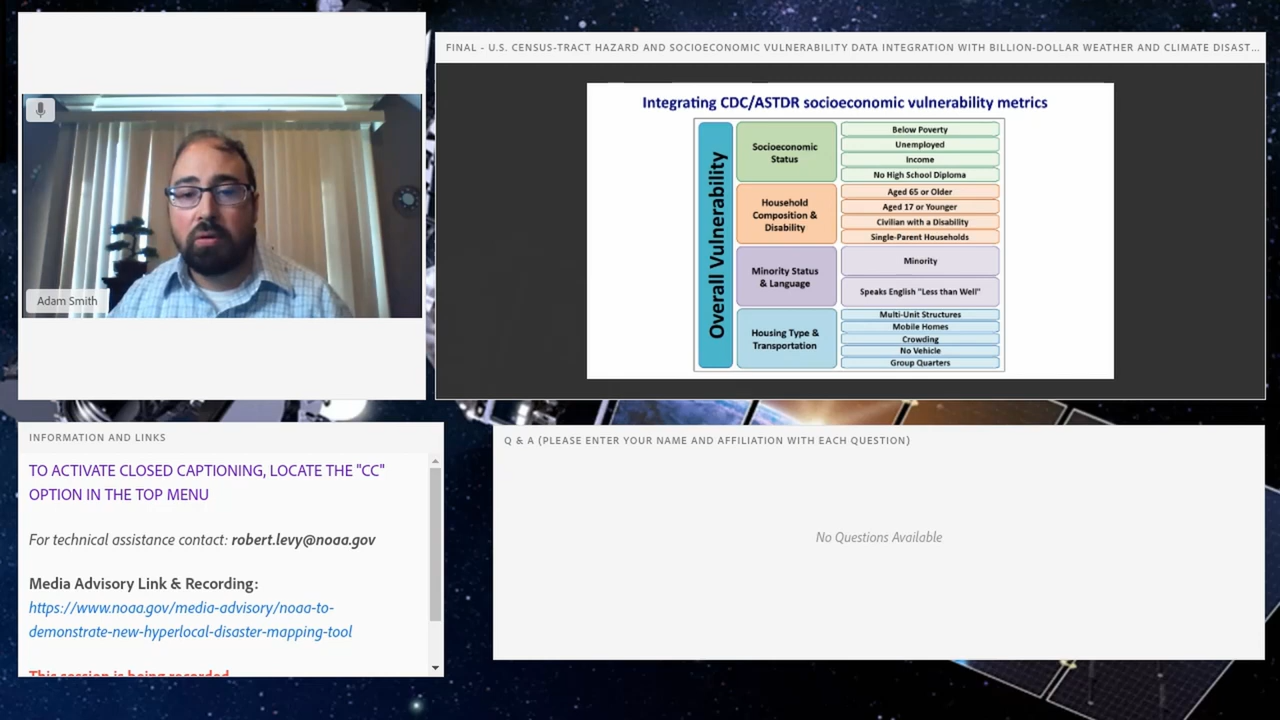 Adam Smith
FINAL - U.S. CENSUS-TRACT HAZARD AND SOCIOECONOMIC VULNERABILITY DATA INTEGRATION WITH BILLION-DOLLAR WEATHER AND CLIMATE DISAST...
Integrating CDC/ASTDR socioeconomic vulnerability metrics
Overall Vulnerability
Socioeconomic
Status
Below Poverty
Unemployed
Income
No High School Diploma
Household
Composition &
Disability
Aged 65 or Older
Aged 17 or Younger
Civilian with a Disability
Single-Parent Households
Minority Status
& Language
Minority
Speaks English "Less than Well"
Housing Type &
Transportation
Multi-Unit Structures
Mobile Homes
Crowding
No Vehicle
Group Quarters
INFORMATION AND LINKS
TO ACTIVATE CLOSED CAPTIONING, LOCATE THE "CC"
OPTION IN THE TOP MENU
For technical assistance contact: robert.levy@noaa.gov
Media Advisory Link & Recording:
https://www.noaa.gov/media-advisory/noaa-to-
demonstrate-new-hyperlocal-disaster-mapping-tool
This session is being recorded
Q & A (PLEASE ENTER YOUR NAME AND AFFILIATION WITH EACH QUESTION)
No Questions Available